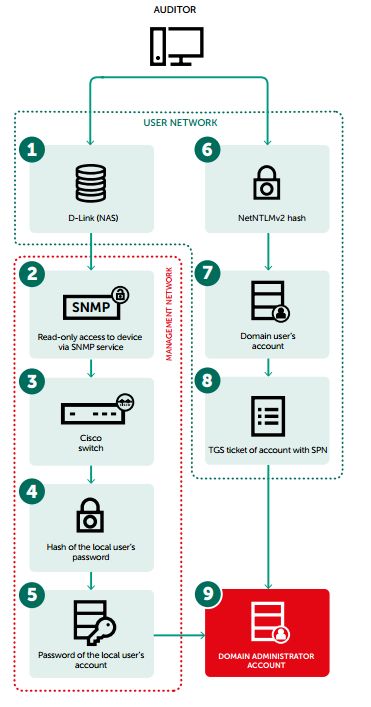 AUDITOR
USER NETWORK
1
D-Link (NAS)
6
NetNTLMv2 hash
MANAGEMENT NETWORK
2
SNMP
Read-only access to device
via SNMP service
7
Domain user's
account
3
Cisco
switch
8
TGS ticket of account with SPN
4
Hash of the local user's
password
5
Password of the local user's
account
9
DOMAIN ADMINISTRATOR
ACCOUNT